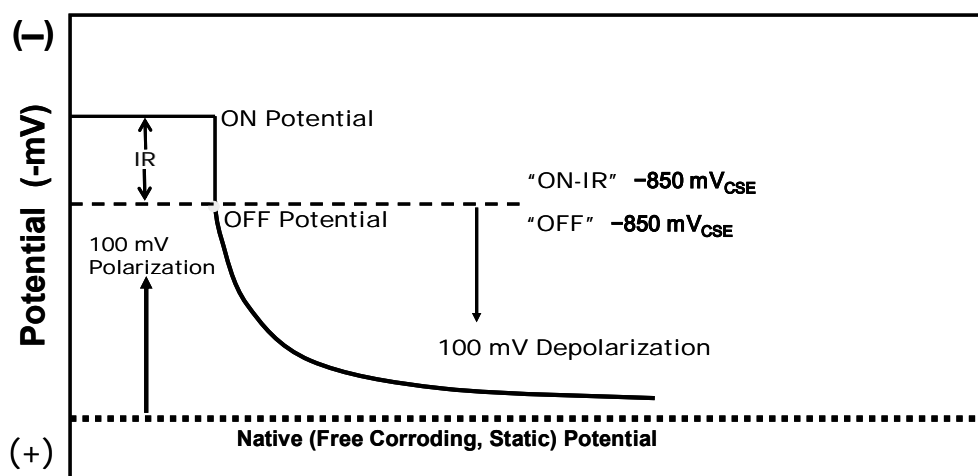 (–)
Potential (-mV)
(+)
ON Potential
IR
"ON-IR" −850 mVCSE
OFF Potential
"OFF" −850 mVCSE
100 mV
Polarization
100 mV Depolarization
Native (Free Corroding, Static) Potential